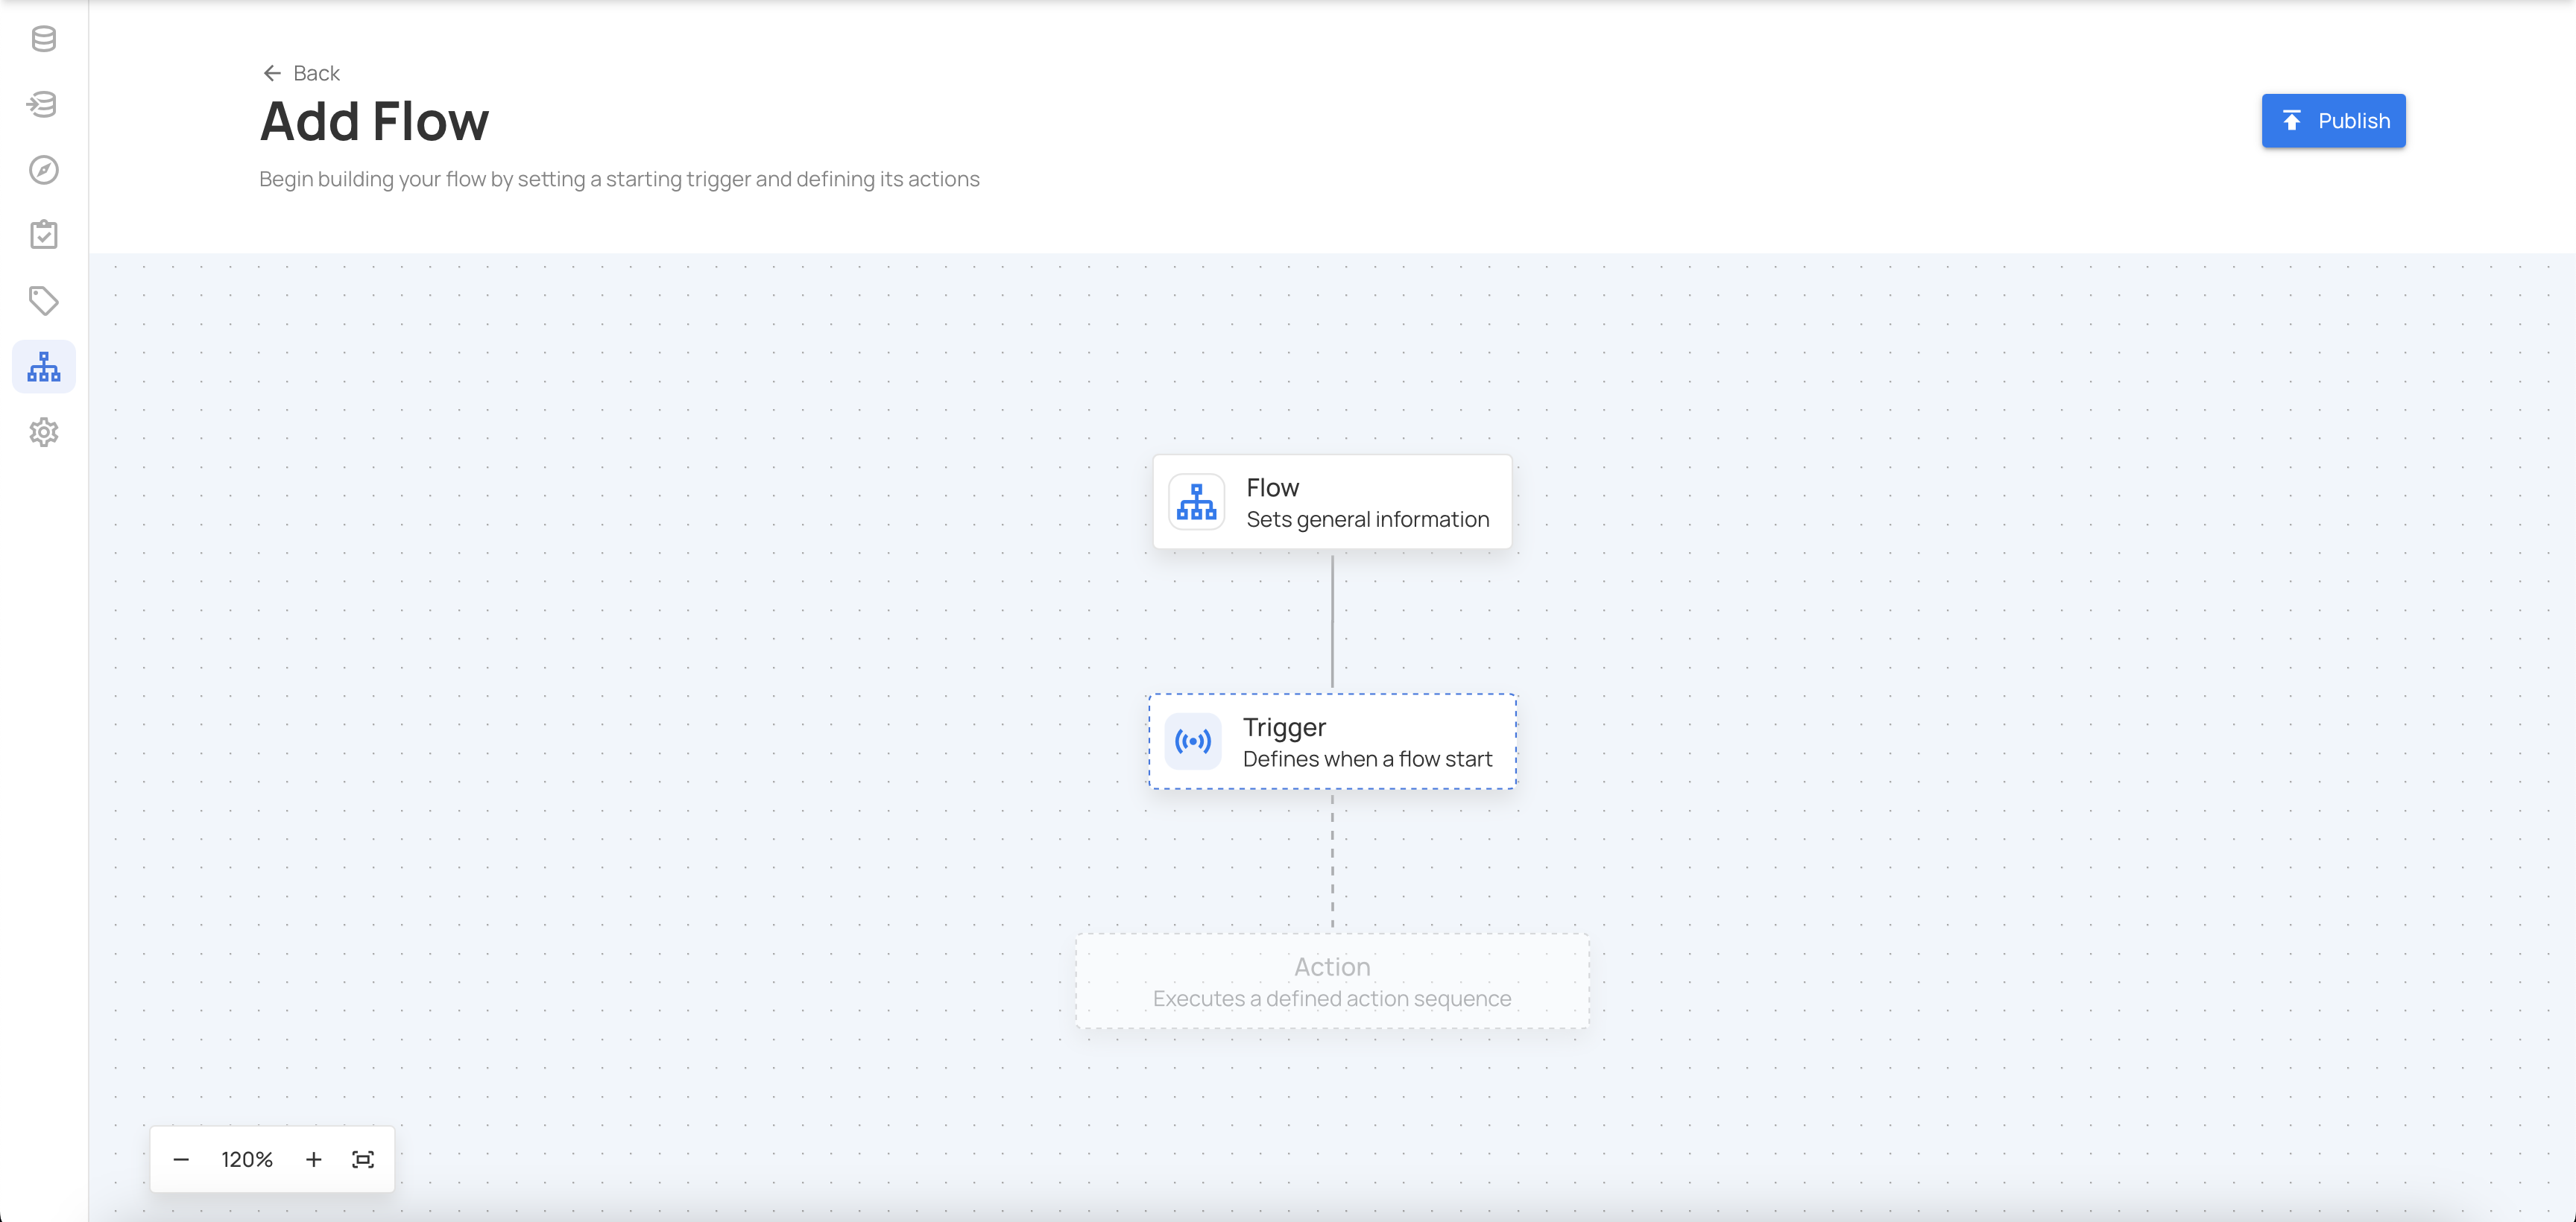 Back
Add Flow
Publish
Begin building your flow by setting a starting trigger and defining its actions
Flow
Sets general information
Trigger
Defines when a flow start
Action
Executes a defined action sequence
120%